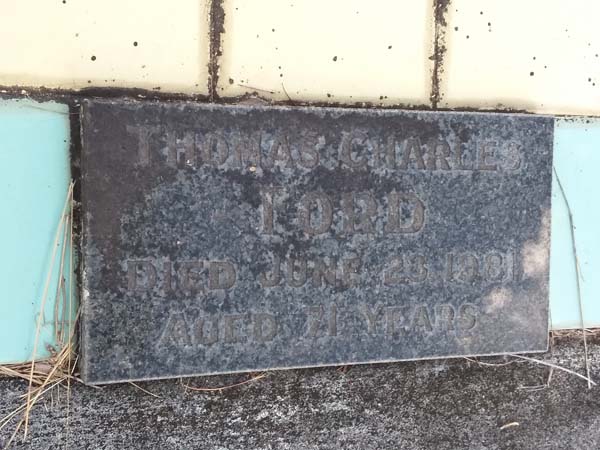 THOMAS CHARLES
LORD
DIED JUNE 23 1981
AGED 71 YEARS